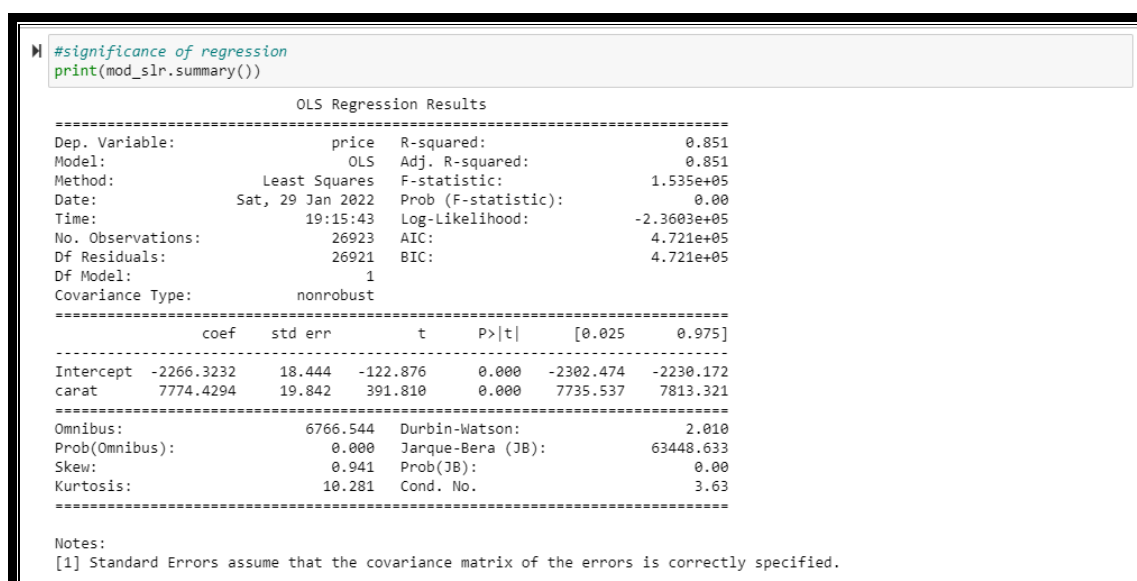 #significance of regression
print(mod_slr.summary())
OLS Regression Results
==============================================================================
Dep. Variable:                  price   R-squared:                       0.851
Model:                            OLS   Adj. R-squared:                  0.851
Method:                 Least Squares   F-statistic:                 1.535e+05
Date:                Sat, 29 Jan 2022   Prob (F-statistic):               0.00
Time:                        19:15:43   Log-Likelihood:            -2.3603e+05
No. Observations:               26923   AIC:                         4.721e+05
Df Residuals:                   26921   BIC:                         4.721e+05
Df Model:                           1
Covariance Type:            nonrobust
==============================================================================
                 coef    std err          t      P>|t|      [0.025      0.975]
------------------------------------------------------------------------------
Intercept  -2266.3232     18.444   -122.876      0.000   -2302.474   -2230.172
carat       7774.4294     19.842    391.810      0.000    7735.537    7813.321
==============================================================================
Omnibus:                     6766.544   Durbin-Watson:                   2.010
Prob(Omnibus):                  0.000   Jarque-Bera (JB):            63448.633
Skew:                           0.941   Prob(JB):                         0.00
Kurtosis:                      10.281   Cond. No.                         3.63
==============================================================================
Notes:
[1] Standard Errors assume that the covariance matrix of the errors is correctly specified.